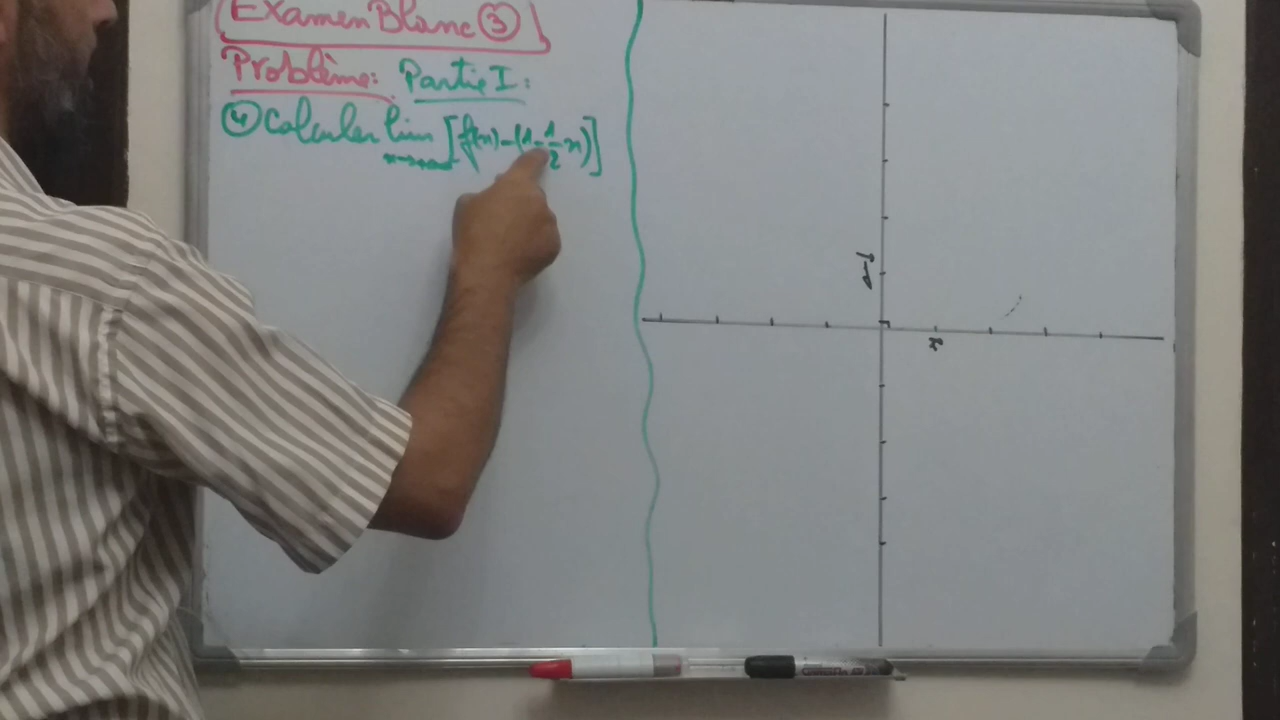 Examen Blanc ③
Problème: Partie I:
④ Calculer lim [f(x)-(1-1/2 x)]
x→+∞